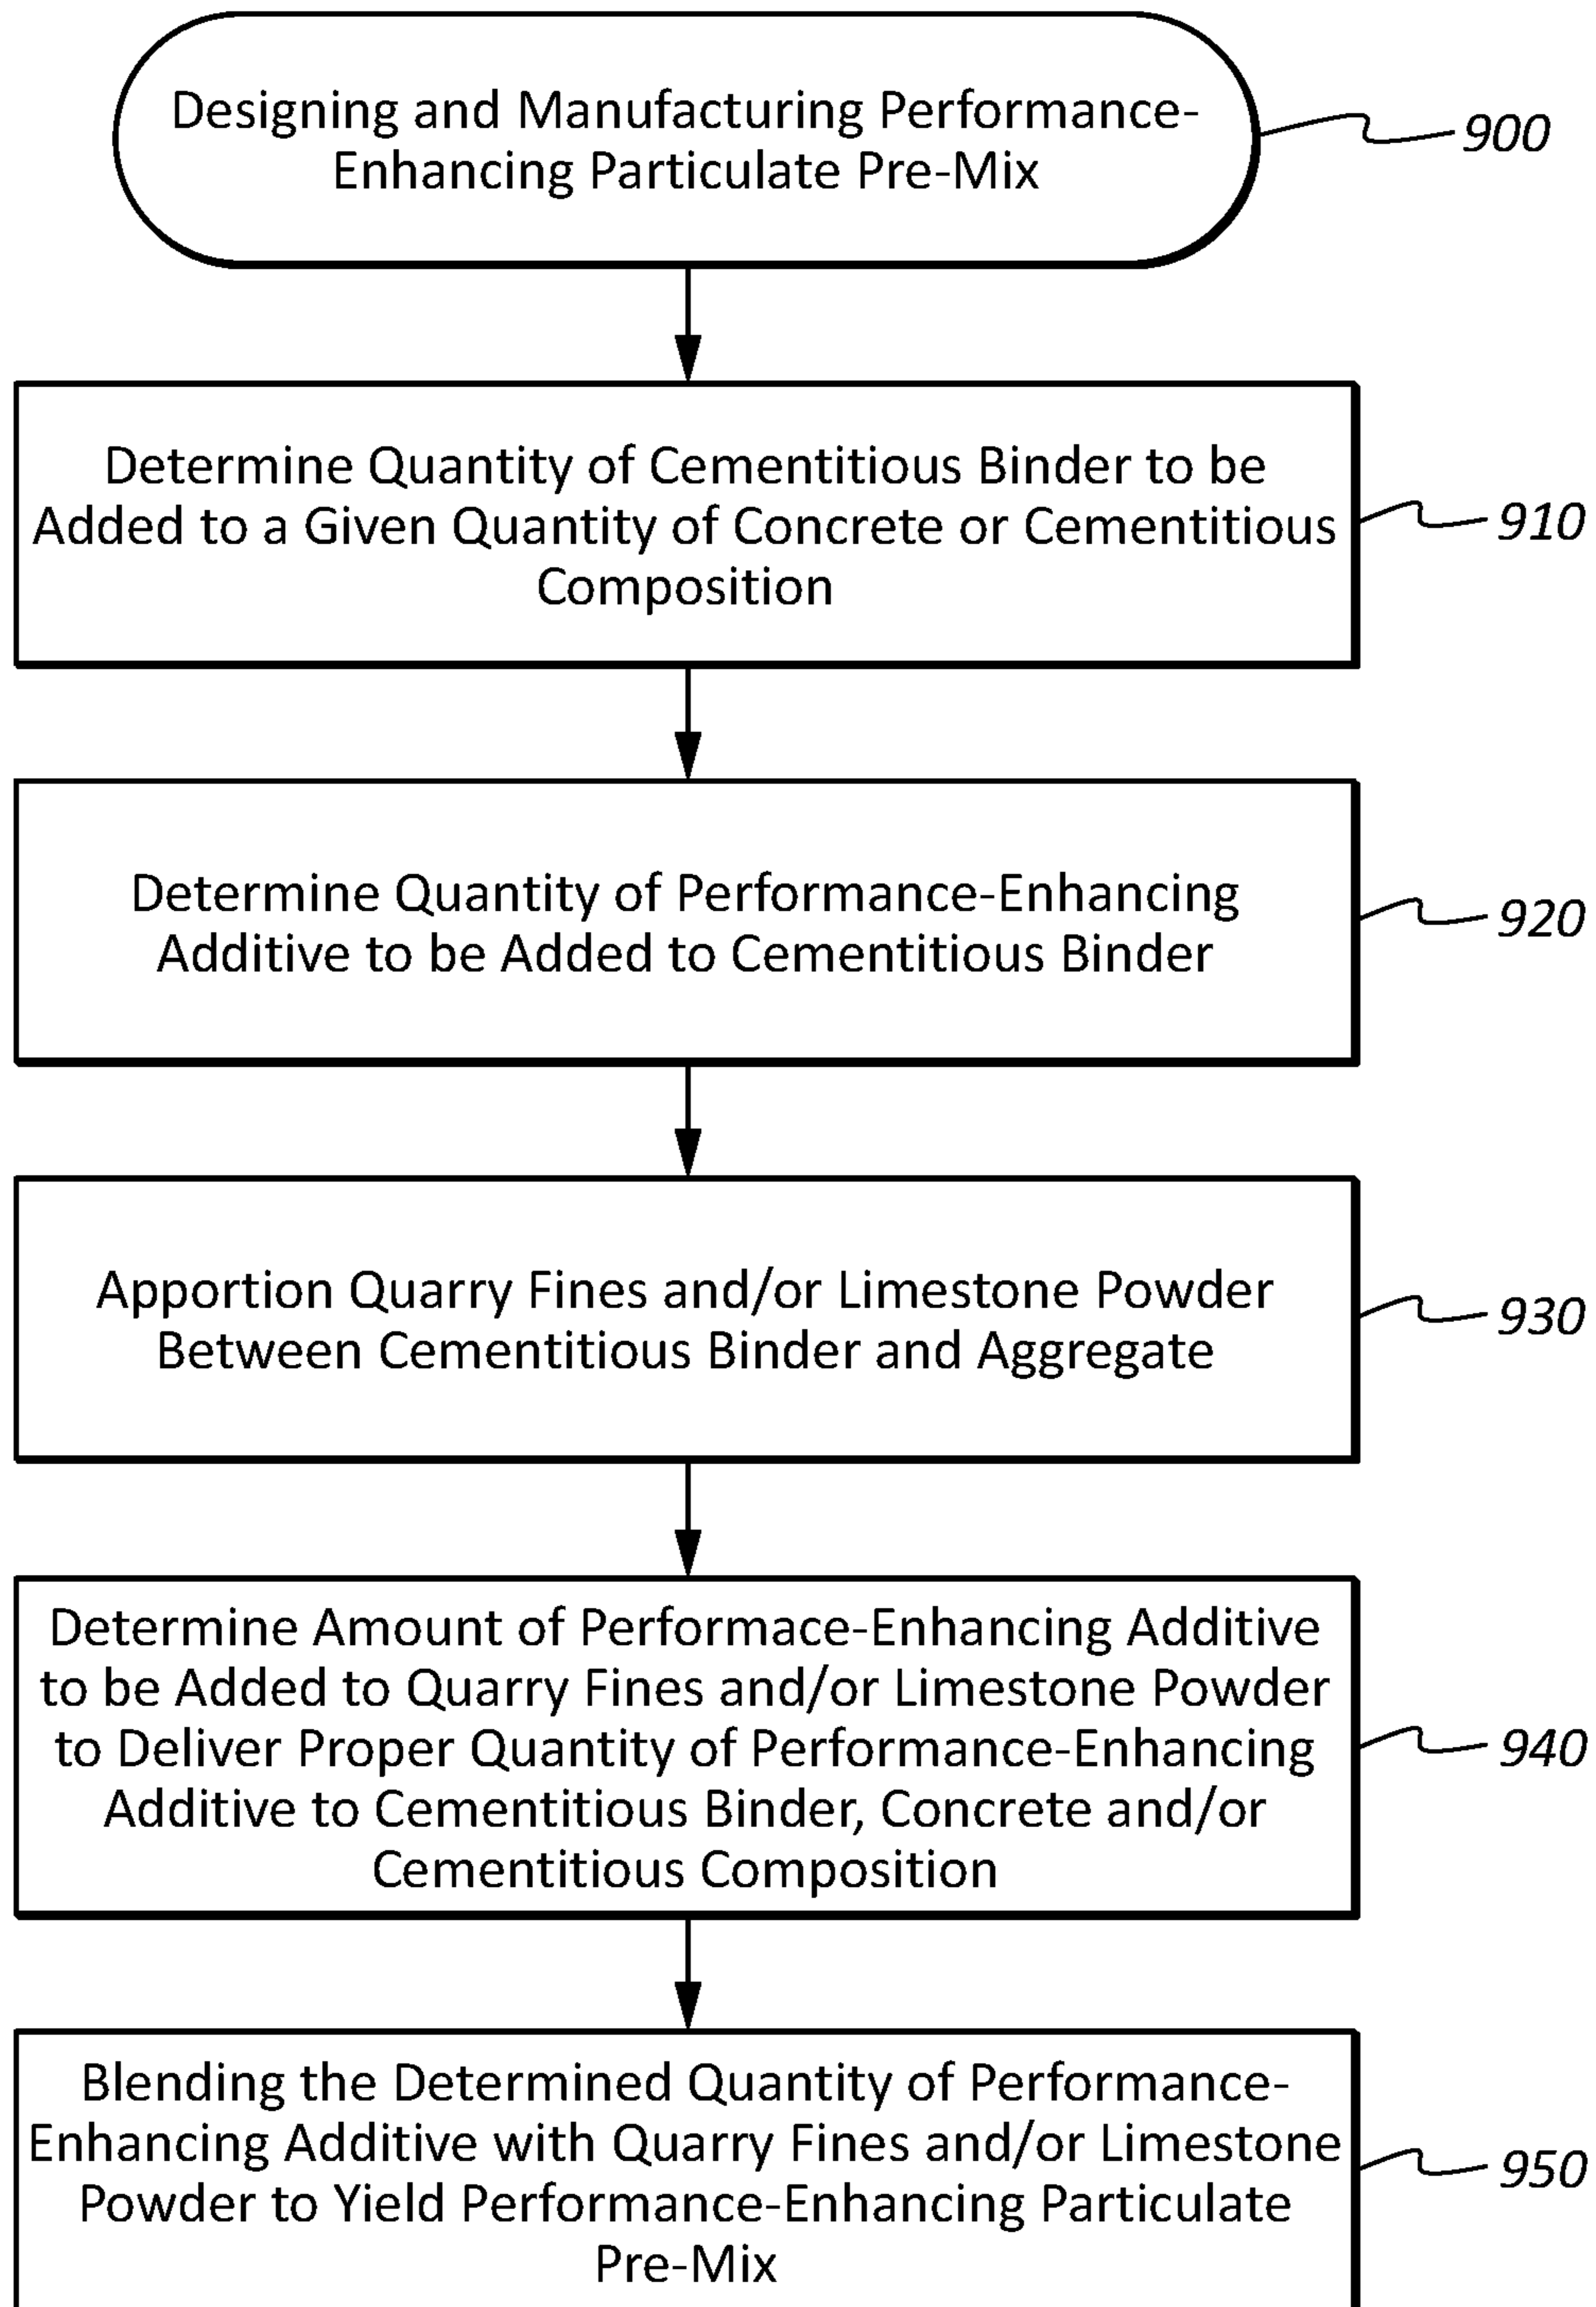 Designing and Manufacturing Performance-
Enhancing Particulate Pre-Mix
900
Determine Quantity of Cementitious Binder to be
Added to a Given Quantity of Concrete or Cementitious
Composition
910
Determine Quantity of Performance-Enhancing
Additive to be Added to Cementitious Binder
920
Apportion Quarry Fines and/or Limestone Powder
Between Cementitious Binder and Aggregate
930
Determine Amount of Performace-Enhancing Additive
to be Added to Quarry Fines and/or Limestone Powder
to Deliver Proper Quantity of Performance-Enhancing
Additive to Cementitious Binder, Concrete and/or
Cementitious Composition
940
Blending the Determined Quantity of Performance-
Enhancing Additive with Quarry Fines and/or Limestone
Powder to Yield Performance-Enhancing Particulate
Pre-Mix
950